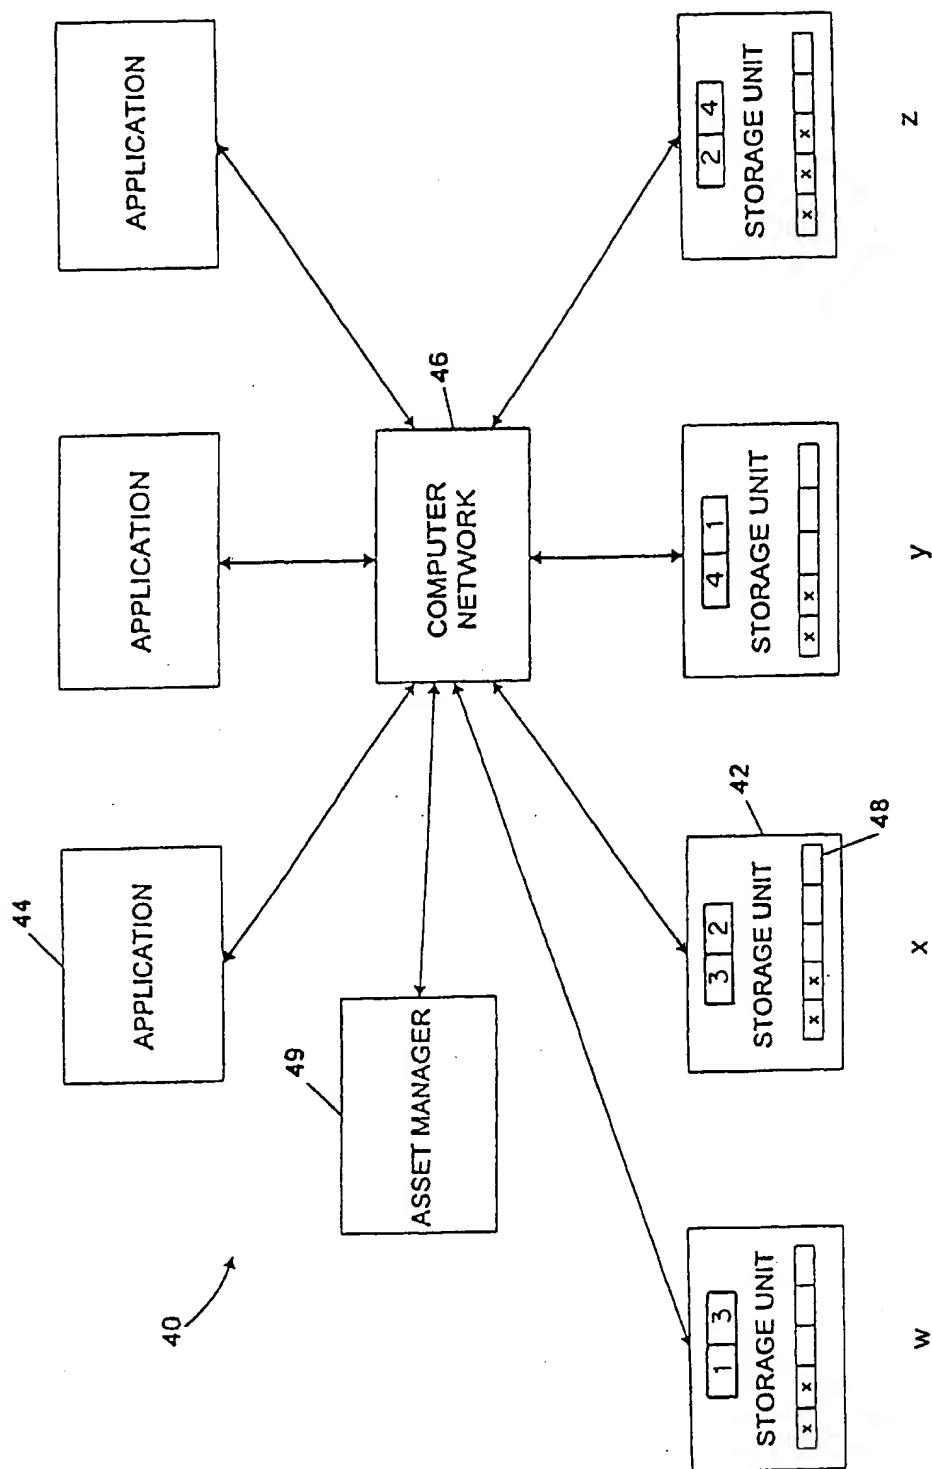 44
APPLICATION
APPLICATION
APPLICATION
40
49
ASSET MANAGER
46
COMPUTER
NETWORK
1 3
STORAGE UNIT
x x
w
42
3 2
STORAGE UNIT
x x
48
x
4 1
STORAGE UNIT
x x
y
2 4
STORAGE UNIT
x x x
z